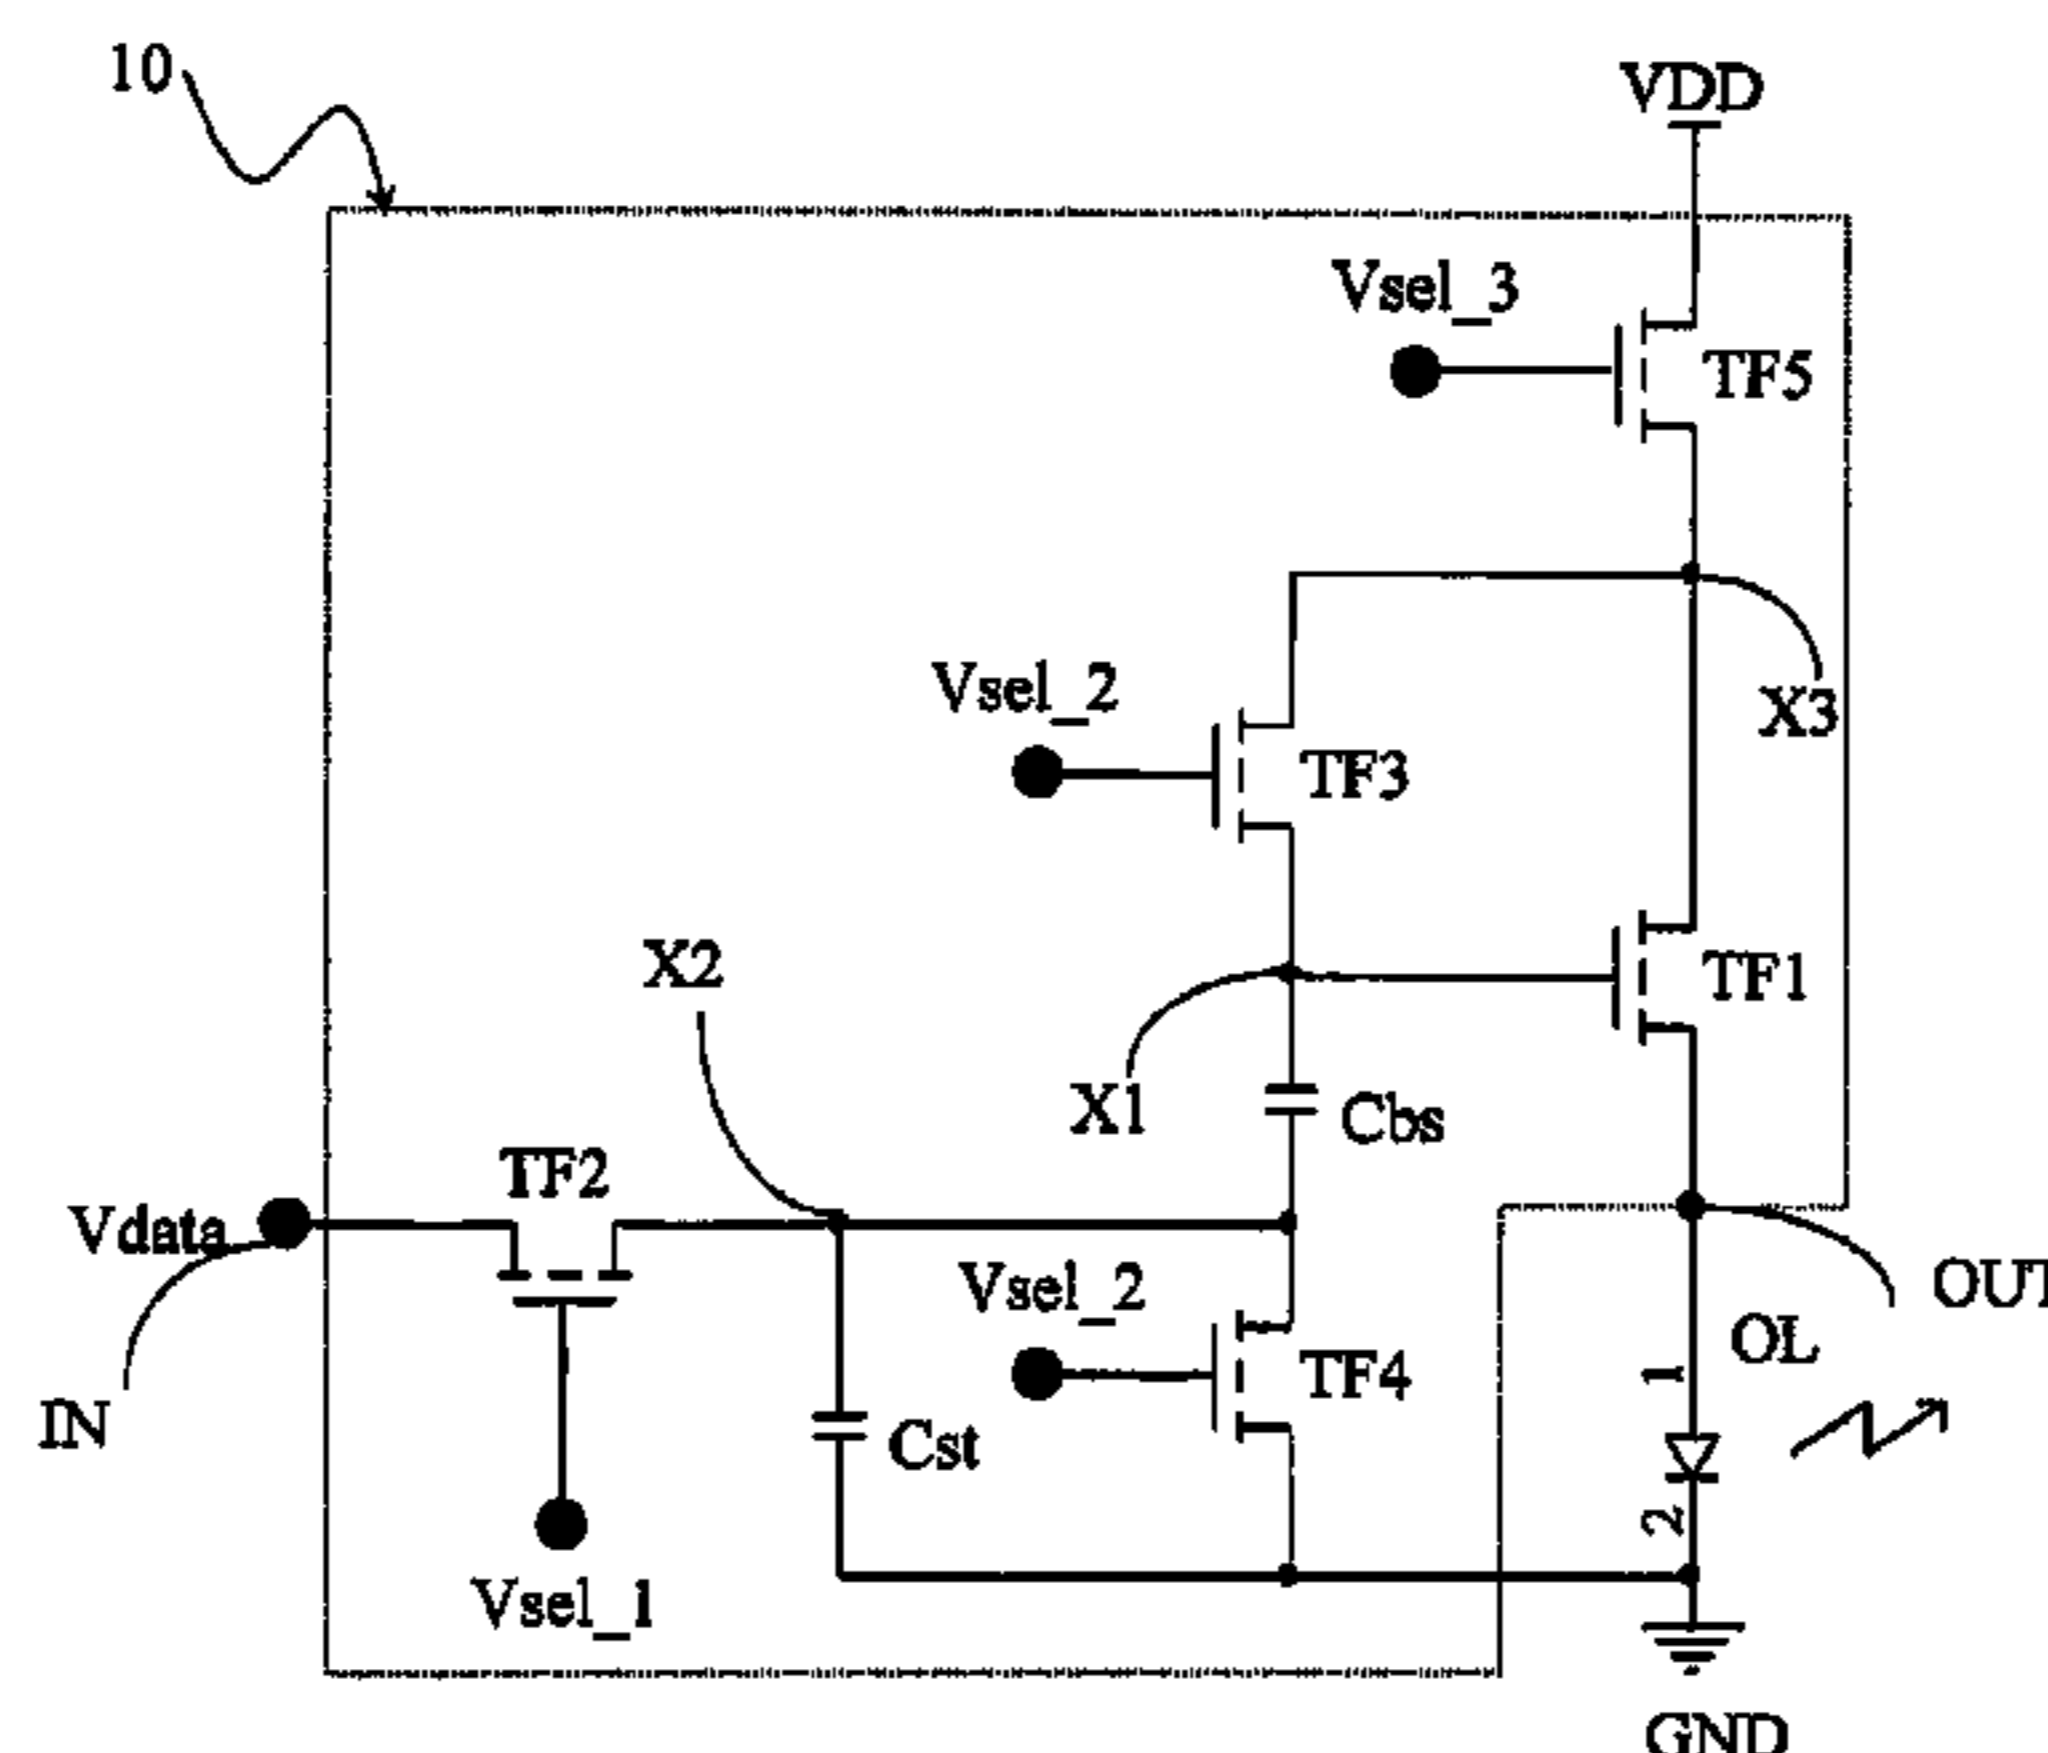 10
VDD
Vsel_3
TF5
Vsel_2
TF3
X3
X2
TF1
X1
Cbs
TF2
Vdata
Vsel_2
OUT
OL
1
TF4
IN
Cst
2
Vsel_1
GND